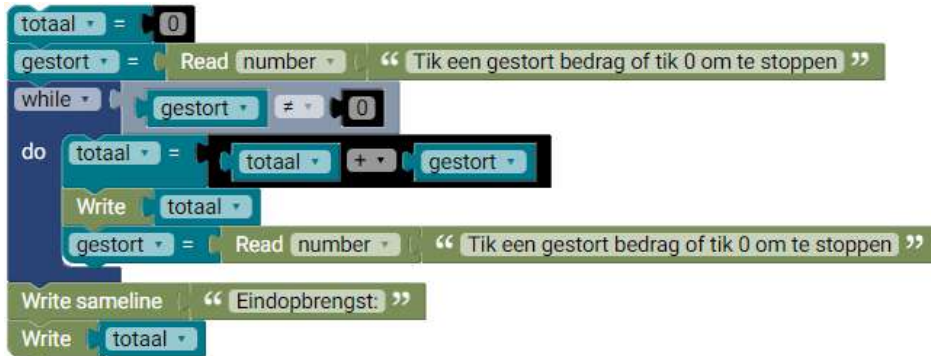 totaal = 0
gestort = Read number “ Tik een gestort bedrag of tik 0 om te stoppen ”
while gestort ≠ 0
do totaal = totaal + gestort
Write totaal
gestort = Read number “ Tik een gestort bedrag of tik 0 om te stoppen ”
Write sameline “ Eindopbrengst: ”
Write totaal